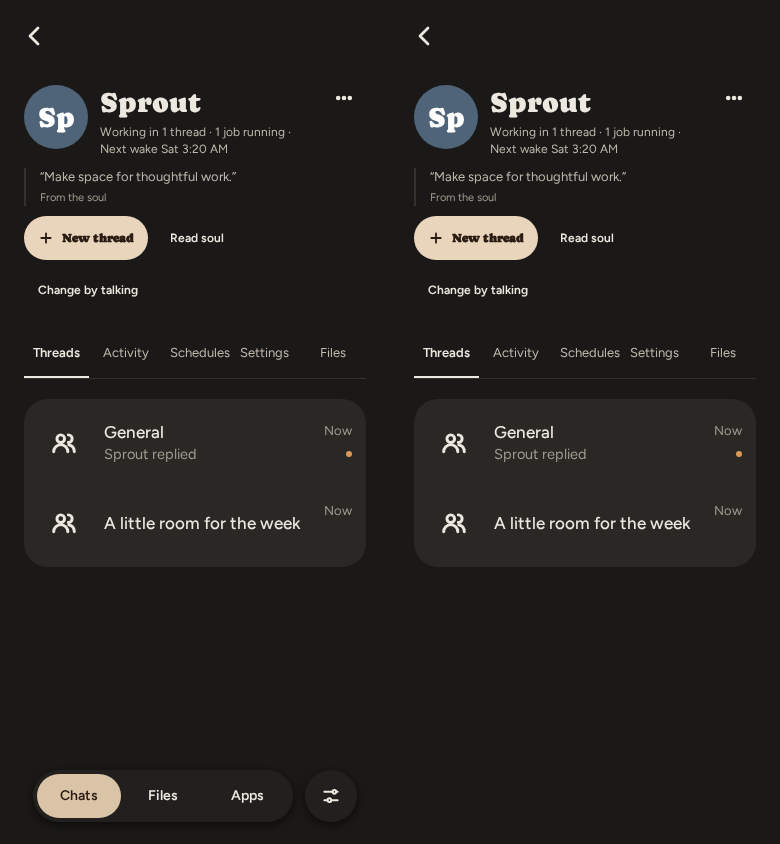 Sp
Sprout
Working in 1 thread · 1 job running ·
Next wake Sat 3:20 AM
“Make space for thoughtful work.”
From the soul
New thread
Read soul
Change by talking
Threads Activity Schedules Settings Files
General
Now
Sprout replied
A little room for the week
Now
Chats Files Apps
Sp
Sprout
Working in 1 thread · 1 job running ·
Next wake Sat 3:20 AM
“Make space for thoughtful work.”
From the soul
New thread
Read soul
Change by talking
Threads Activity Schedules Settings Files
General
Now
Sprout replied
A little room for the week
Now